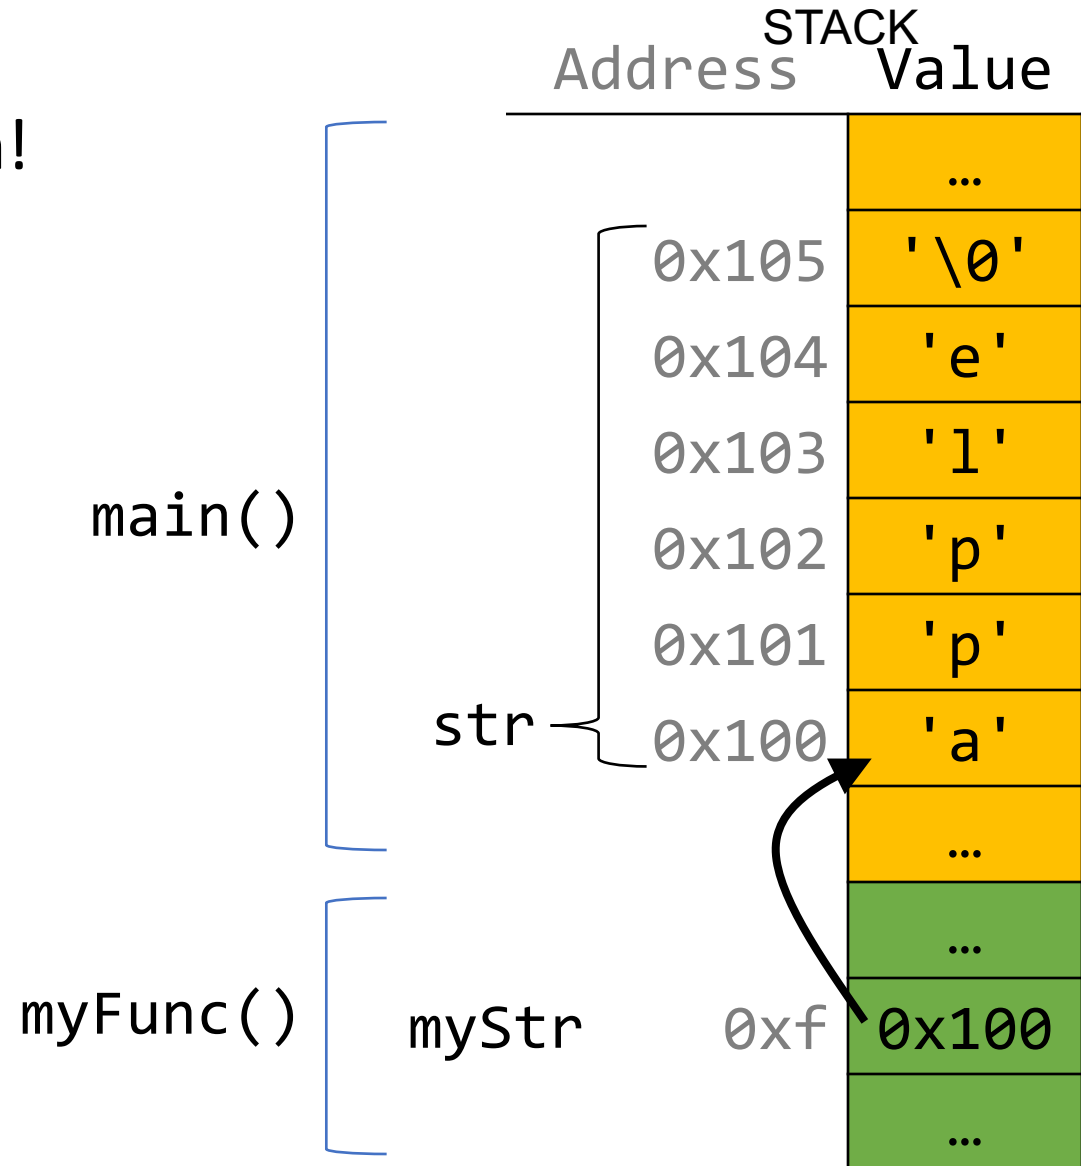 STACK
Address Value
!
…
0x105 '\0'
0x104 'e'
0x103 'l'
main()
0x102 'p'
0x101 'p'
str 0x100 'a'
…
…
myFunc() myStr 0xf 0x100
…